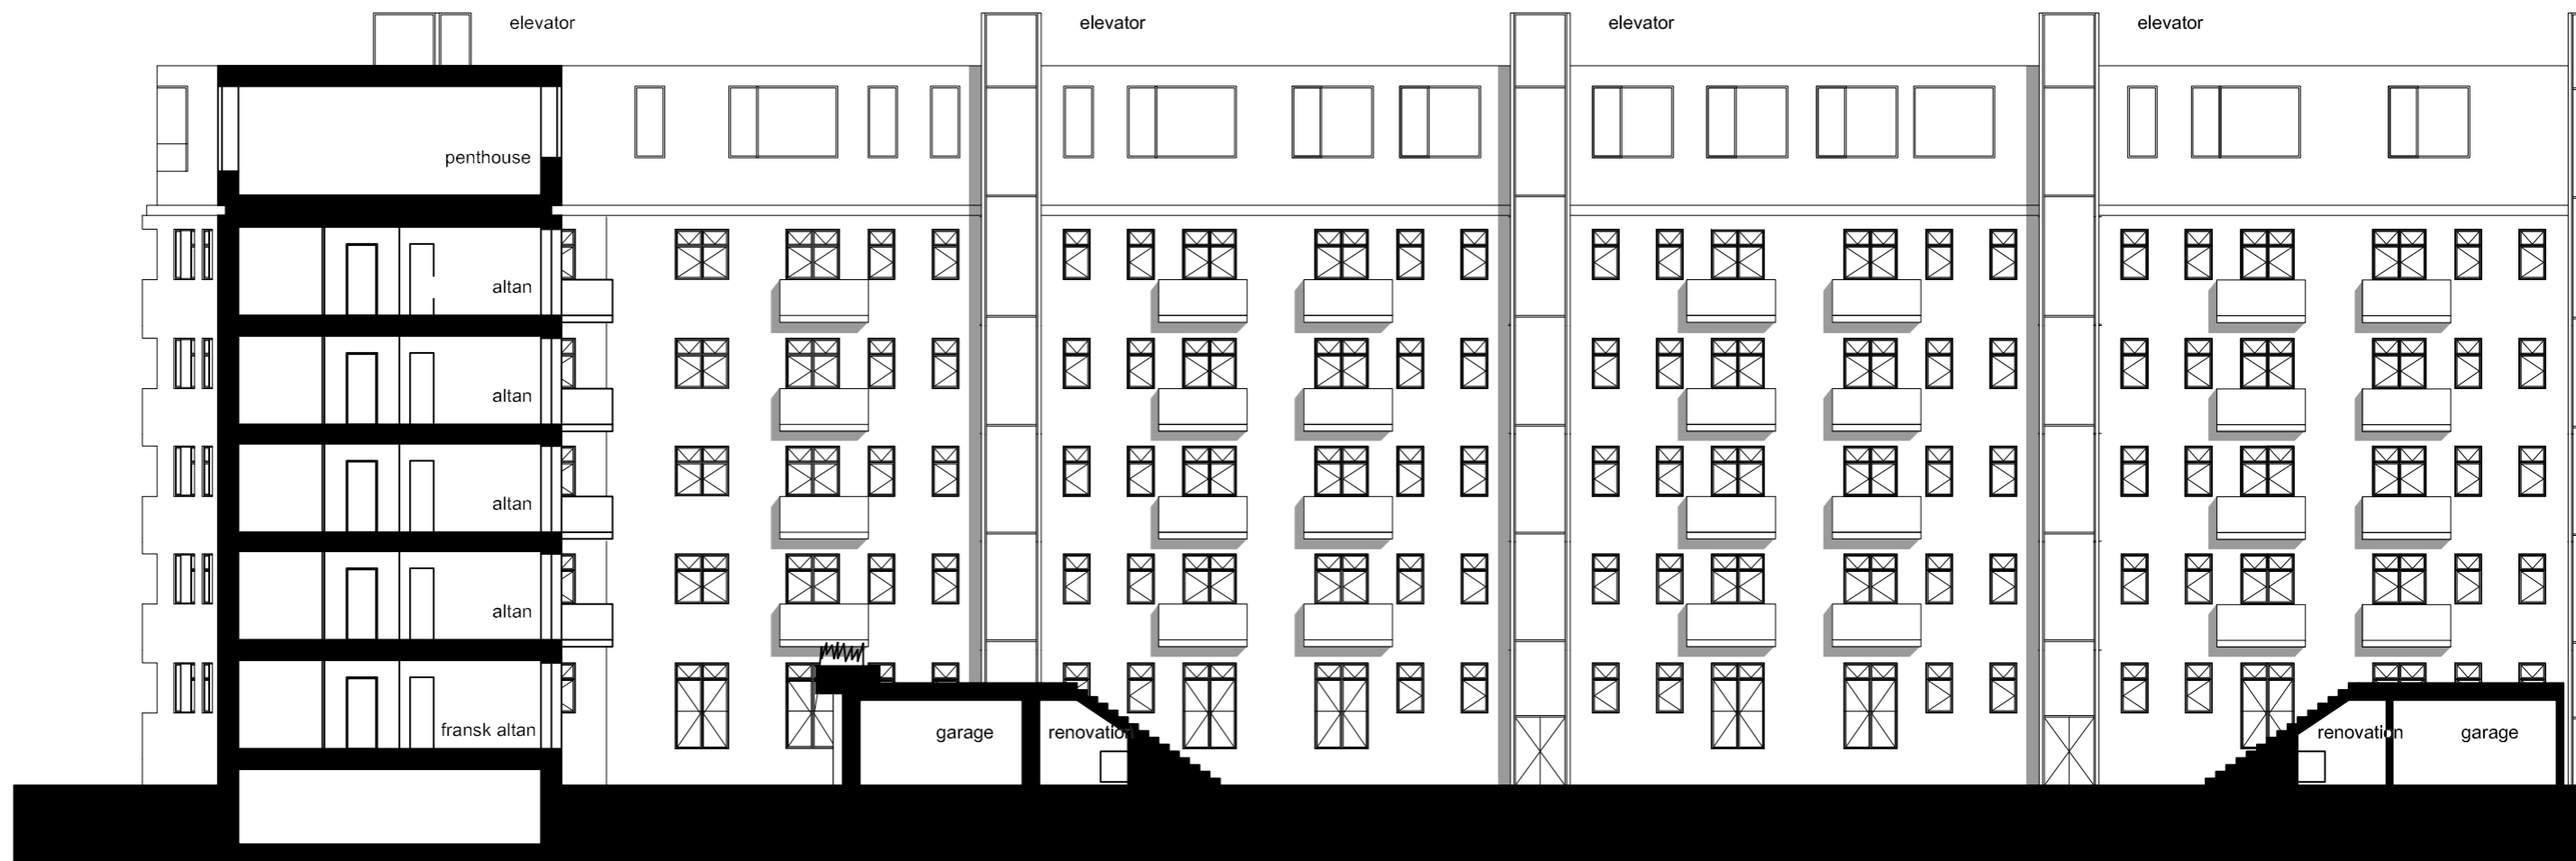 elevator
elevator
elevator
elevator
penthouse
altan
altan
altan
altan
fransk altan
garage
renovation
renovation
garage